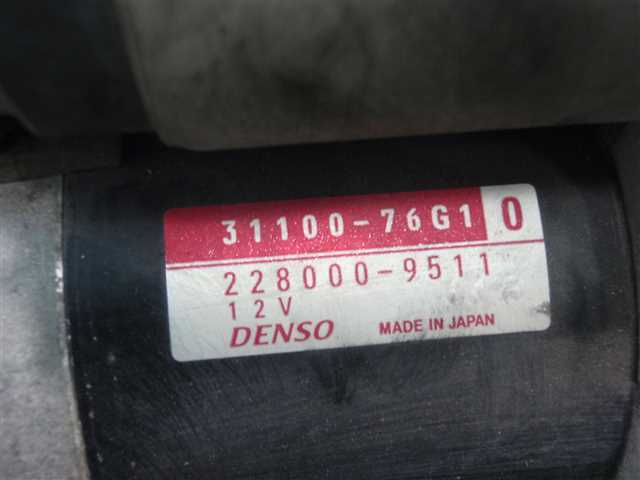 31100-76G1 0
228000-9511
12V
DENSO MADE IN JAPAN